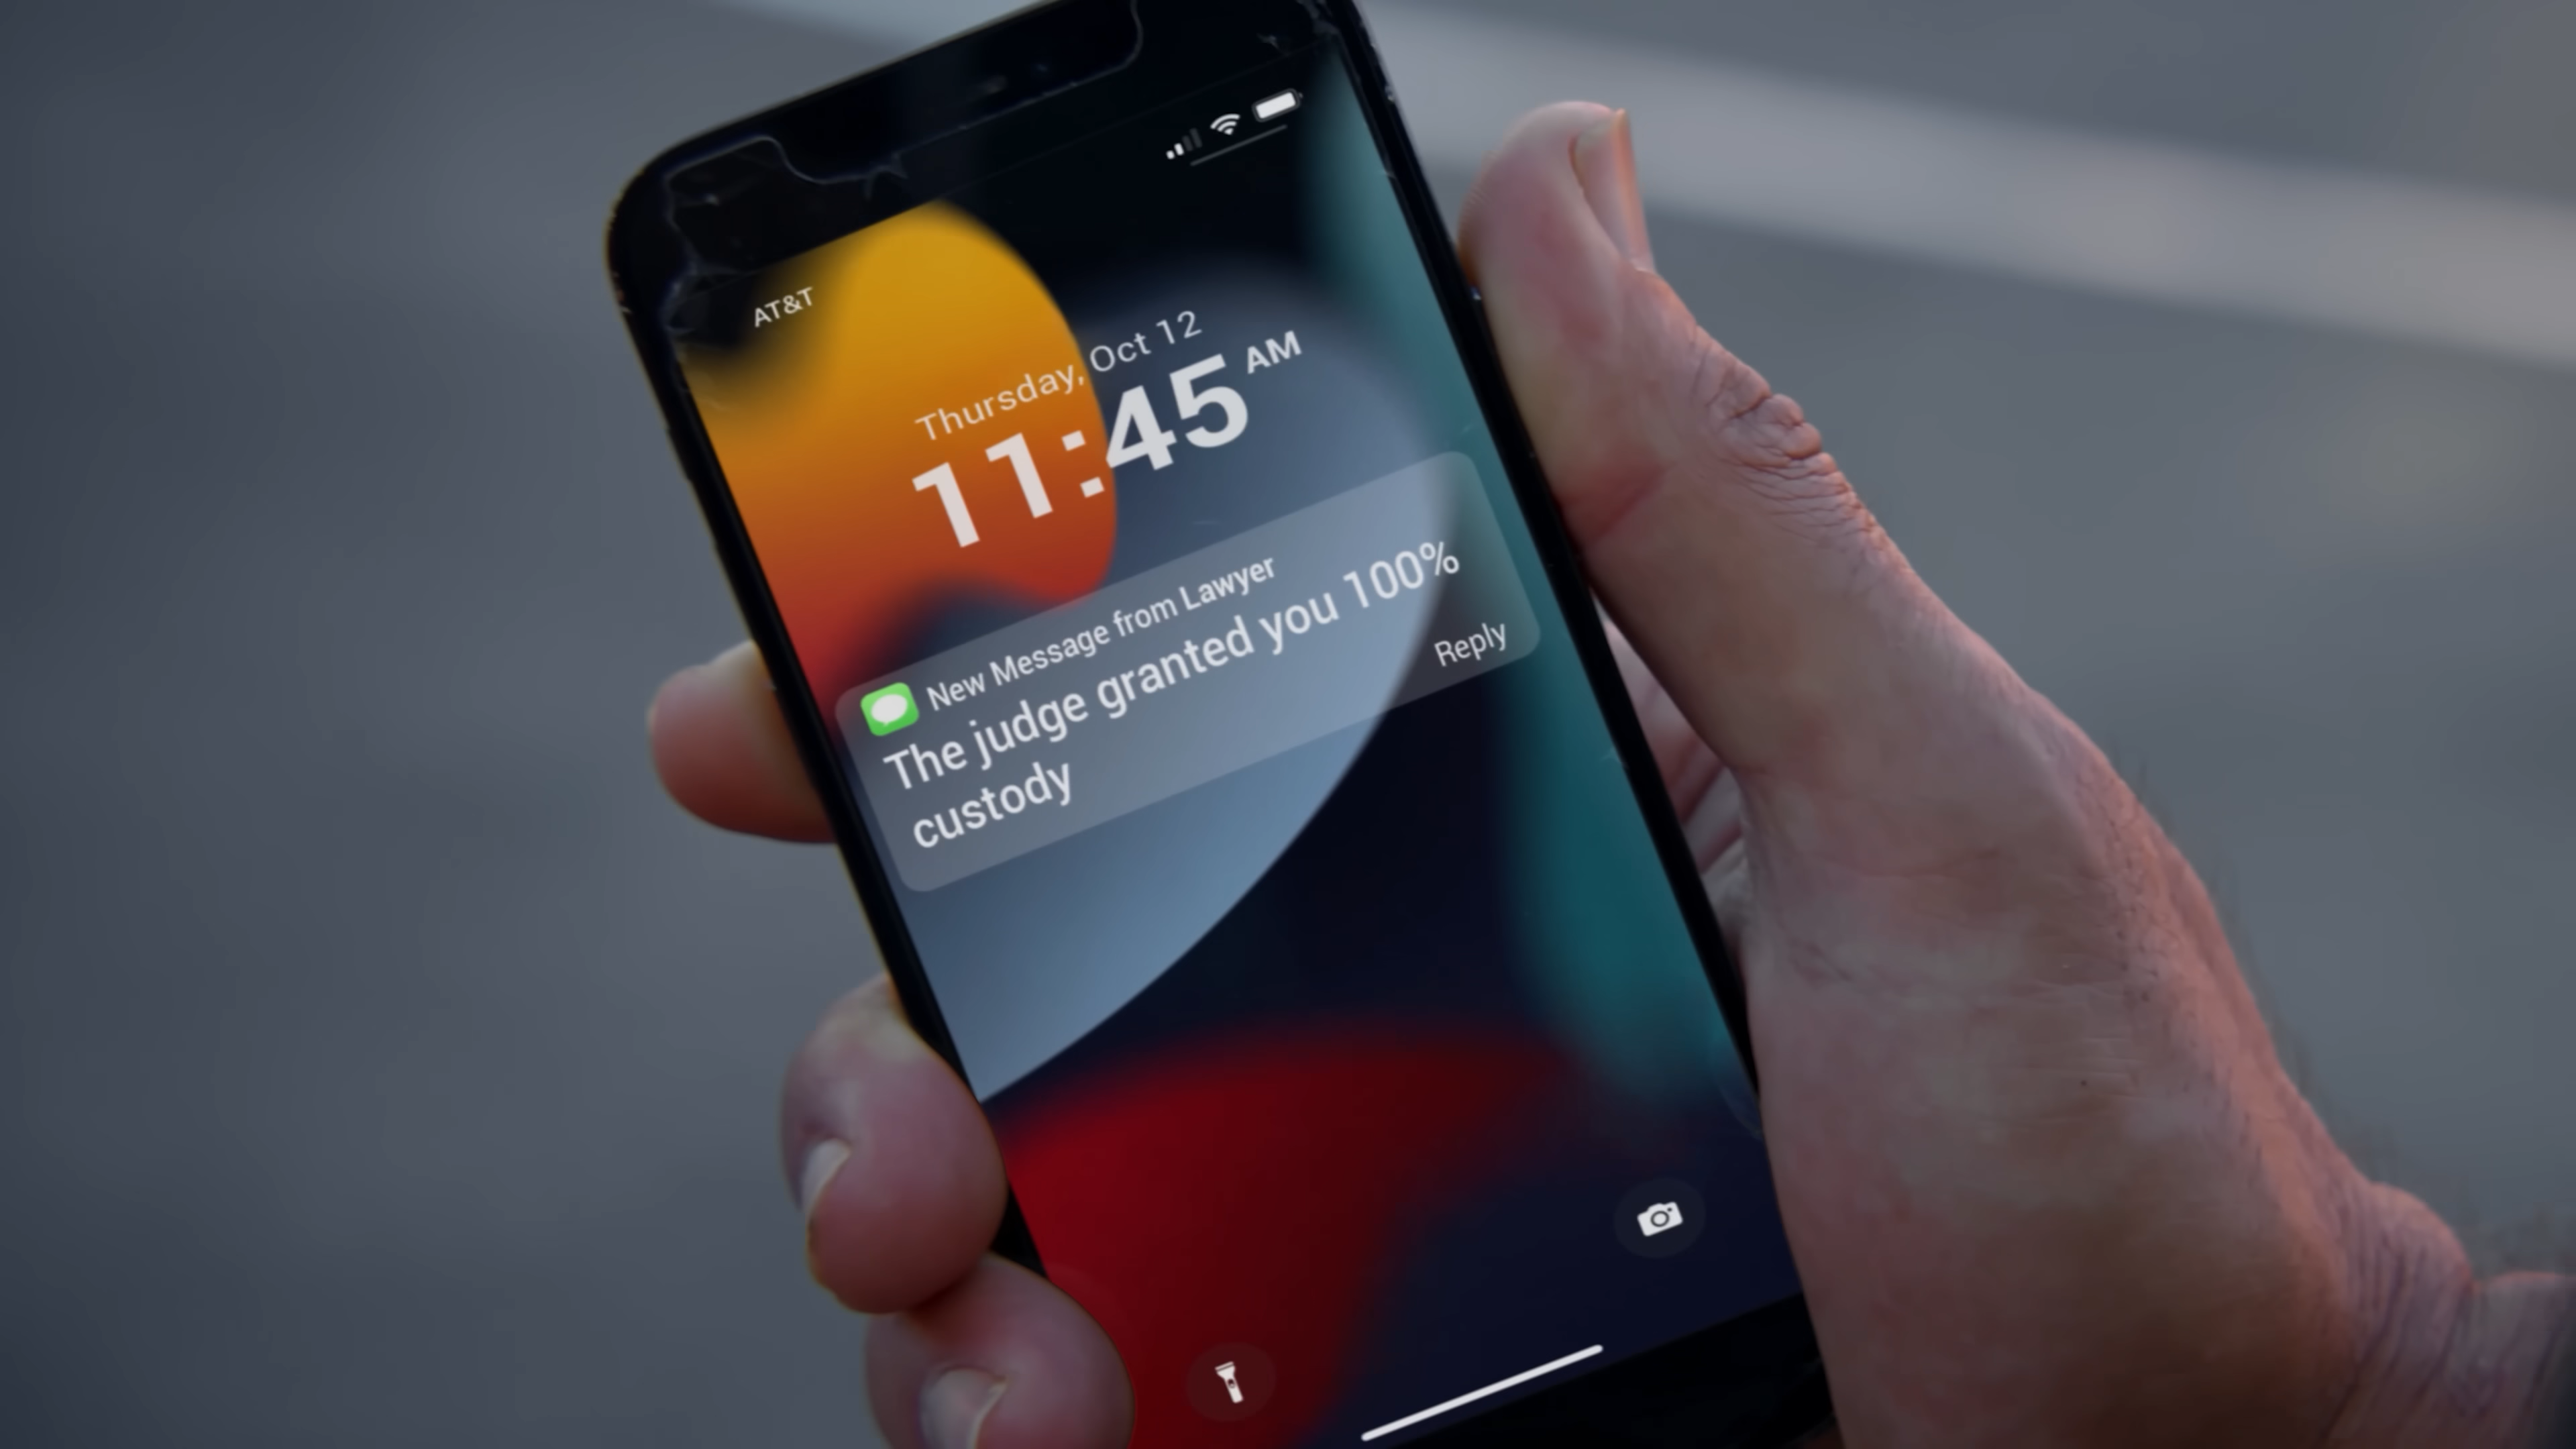 AT&T
Thursday, Oct 12
11:45 AM
New Message from Lawyer
The judge granted you 100%
custody
Reply